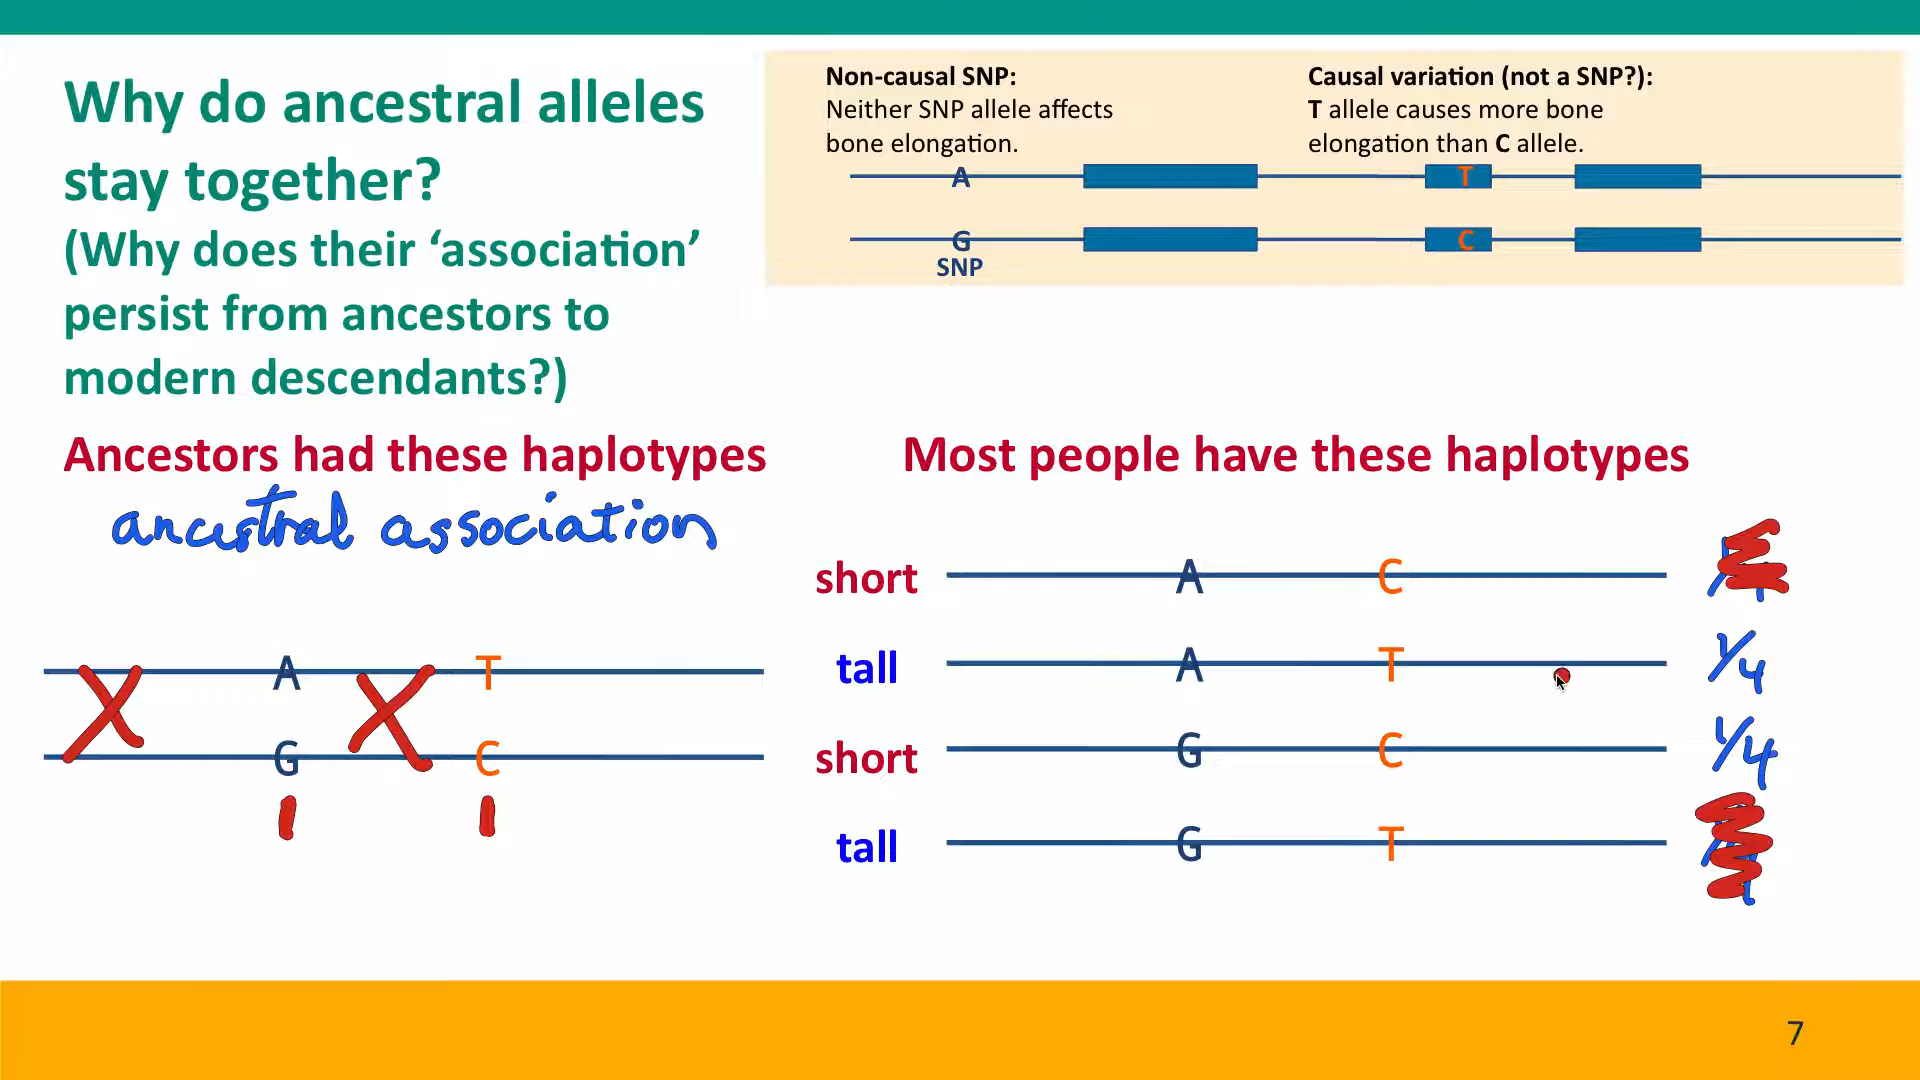 Why do ancestral alleles
stay together?
(Why does their ‘association’
persist from ancestors to
modern descendants?)
Non-causal SNP:
Neither SNP allele affects
bone elongation.
Causal variation (not a SNP?):
T allele causes more bone
elongation than C allele.
A T
G C
SNP
Ancestors had these haplotypes
ancestral association
A T
G C
Most people have these haplotypes
short A C
tall A T 1/4
short G C 1/4
tall G T
7